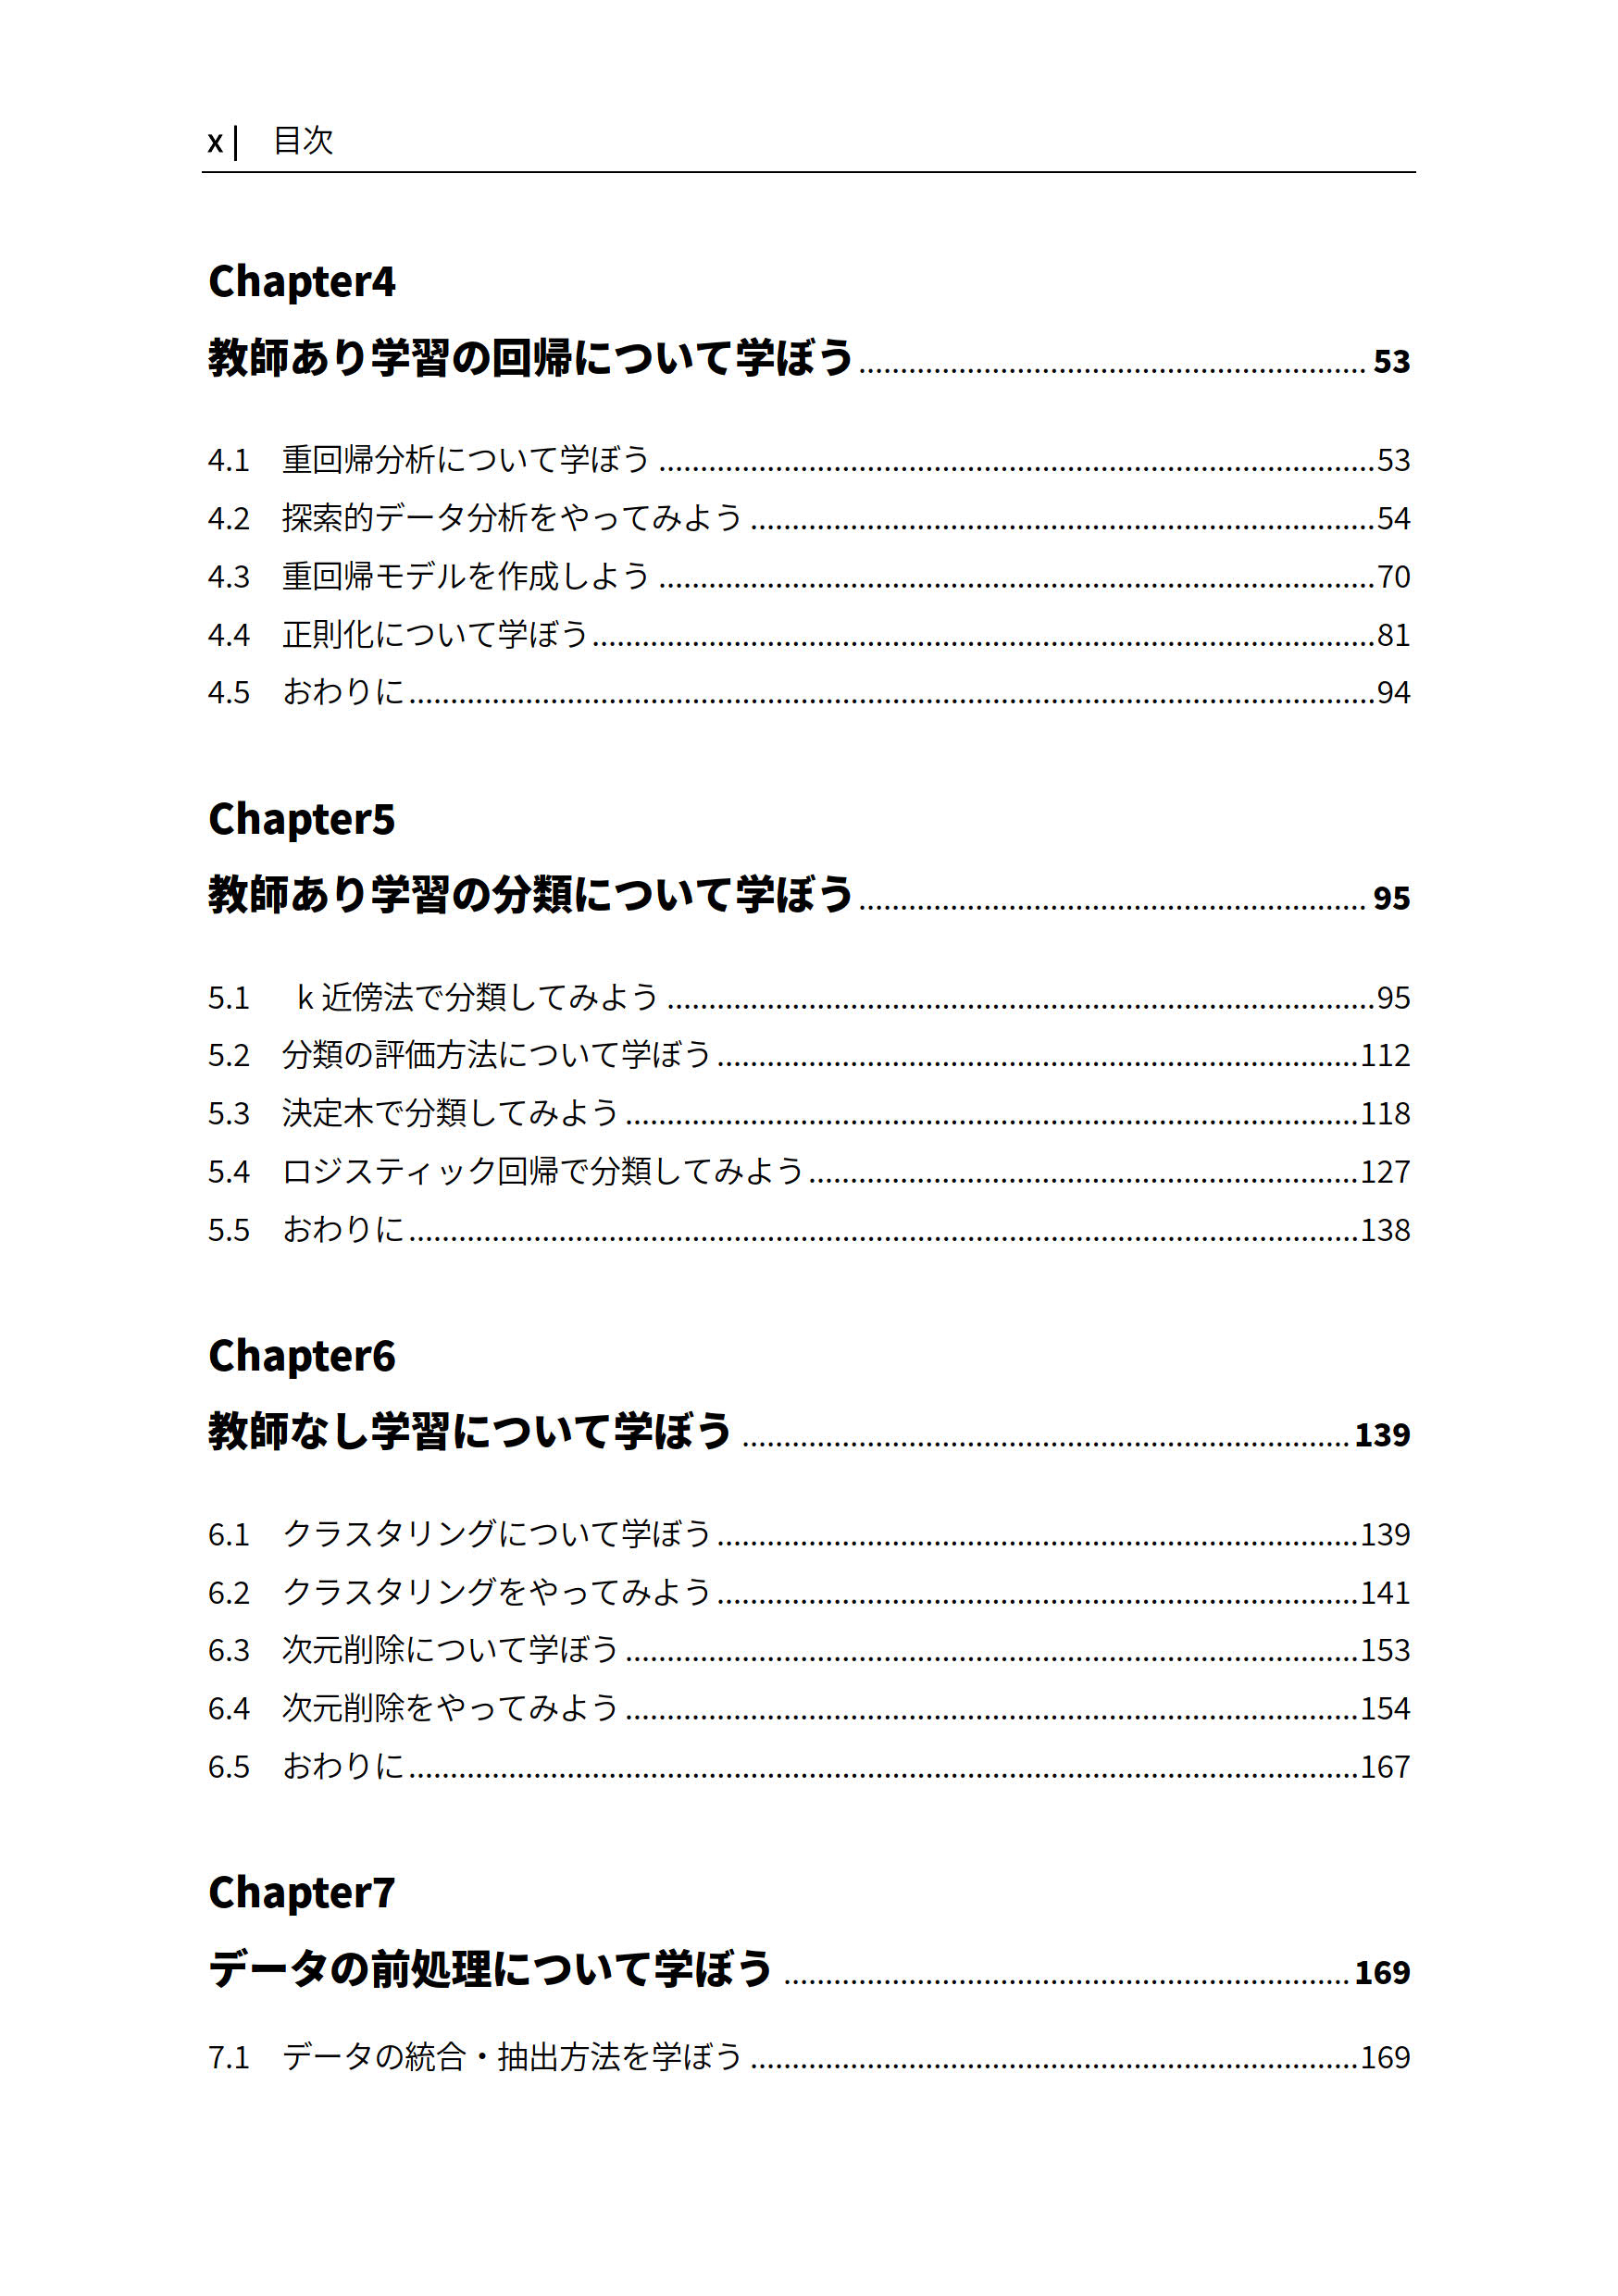 x | 目次
Chapter4
教師あり学習の回帰について学ぼう 53
4.1 重回帰分析について学ぼう 53
4.2 探索的データ分析をやってみよう 54
4.3 重回帰モデルを作成しよう 70
4.4 正則化について学ぼう 81
4.5 おわりに 94
Chapter5
教師あり学習の分類について学ぼう 95
5.1 k 近傍法で分類してみよう 95
5.2 分類の評価方法について学ぼう 112
5.3 決定木で分類してみよう 118
5.4 ロジスティック回帰で分類してみよう 127
5.5 おわりに 138
Chapter6
教師なし学習について学ぼう 139
6.1 クラスタリングについて学ぼう 139
6.2 クラスタリングをやってみよう 141
6.3 次元削除について学ぼう 153
6.4 次元削除をやってみよう 154
6.5 おわりに 167
Chapter7
データの前処理について学ぼう 169
7.1 データの統合・抽出方法を学ぼう 169